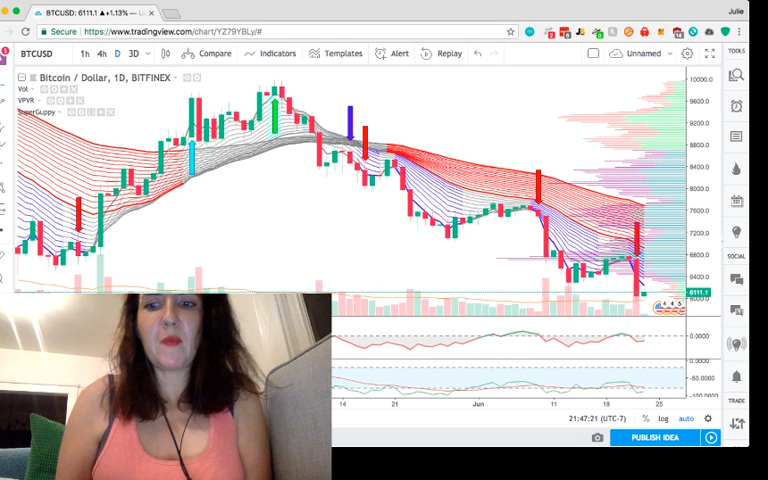 BTCUSD: 6111.1 ▲+1.13% —
Julie
Secure
https://www.tradingview.com/chart/YZ79YBLy/#
BTCUSD
1h 4h D 3D
Compare
Indicators
Templates
Alert
Replay
Unnamed
TOOLS
Bitcoin / Dollar, 1D, BITFINEX
Vol
VPVR
SuperGuppy
10000.0
9600.0
9200.0
8800.0
8400.0
8000.0
7600.0
7200.0
6800.0
6400.0
6111.1
6000.0
SOCIAL
0.0000
0.0000
-50.0000
-100.0000
14 21 Jun 11 18 25
TRADE
21:47:21 (UTC-7) % log auto
PUBLISH IDEA